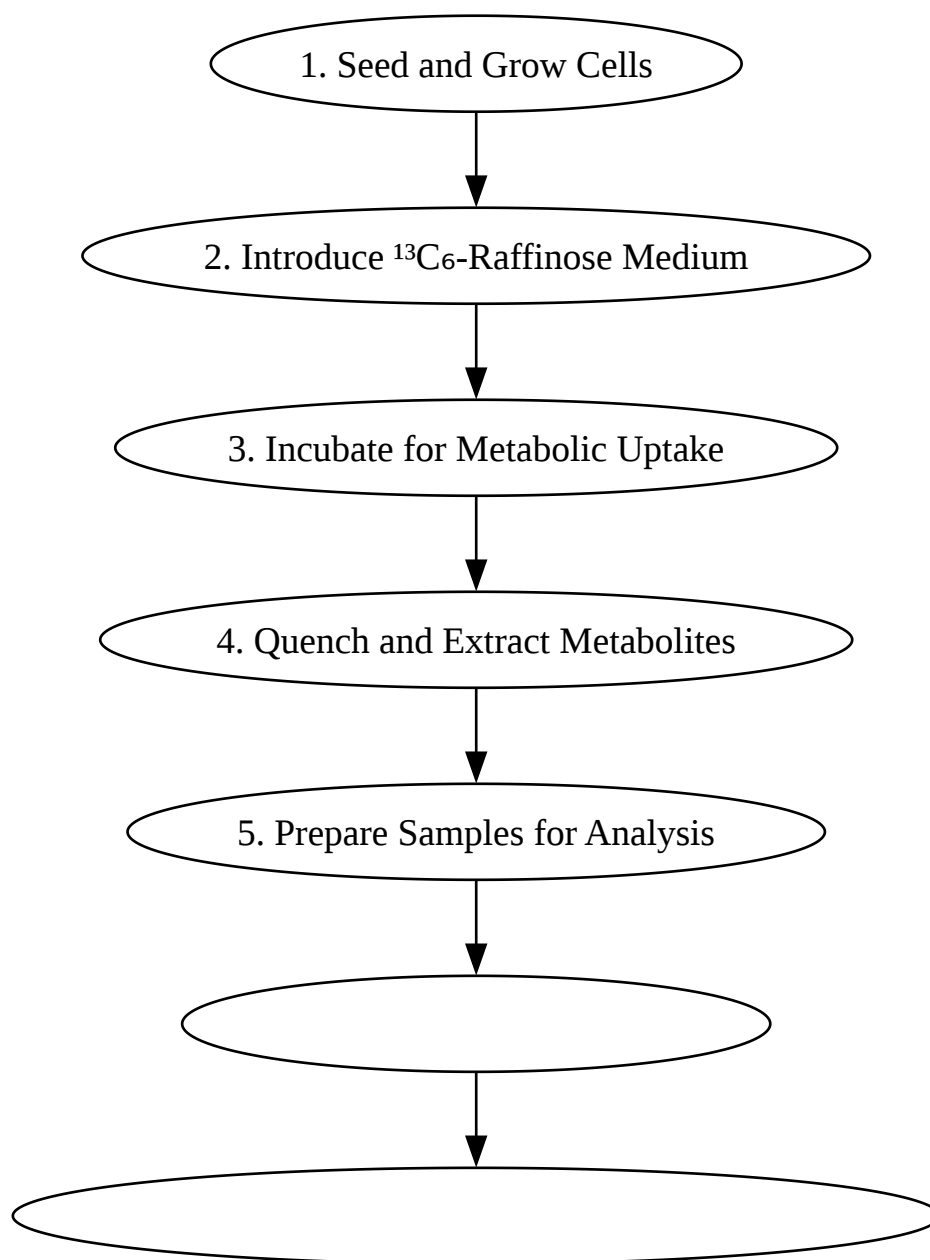 1. Seed and Grow Cells
2. Introduce ¹³C₆-Raffinose Medium
3. Incubate for Metabolic Uptake
4. Quench and Extract Metabolites
5. Prepare Samples for Analysis